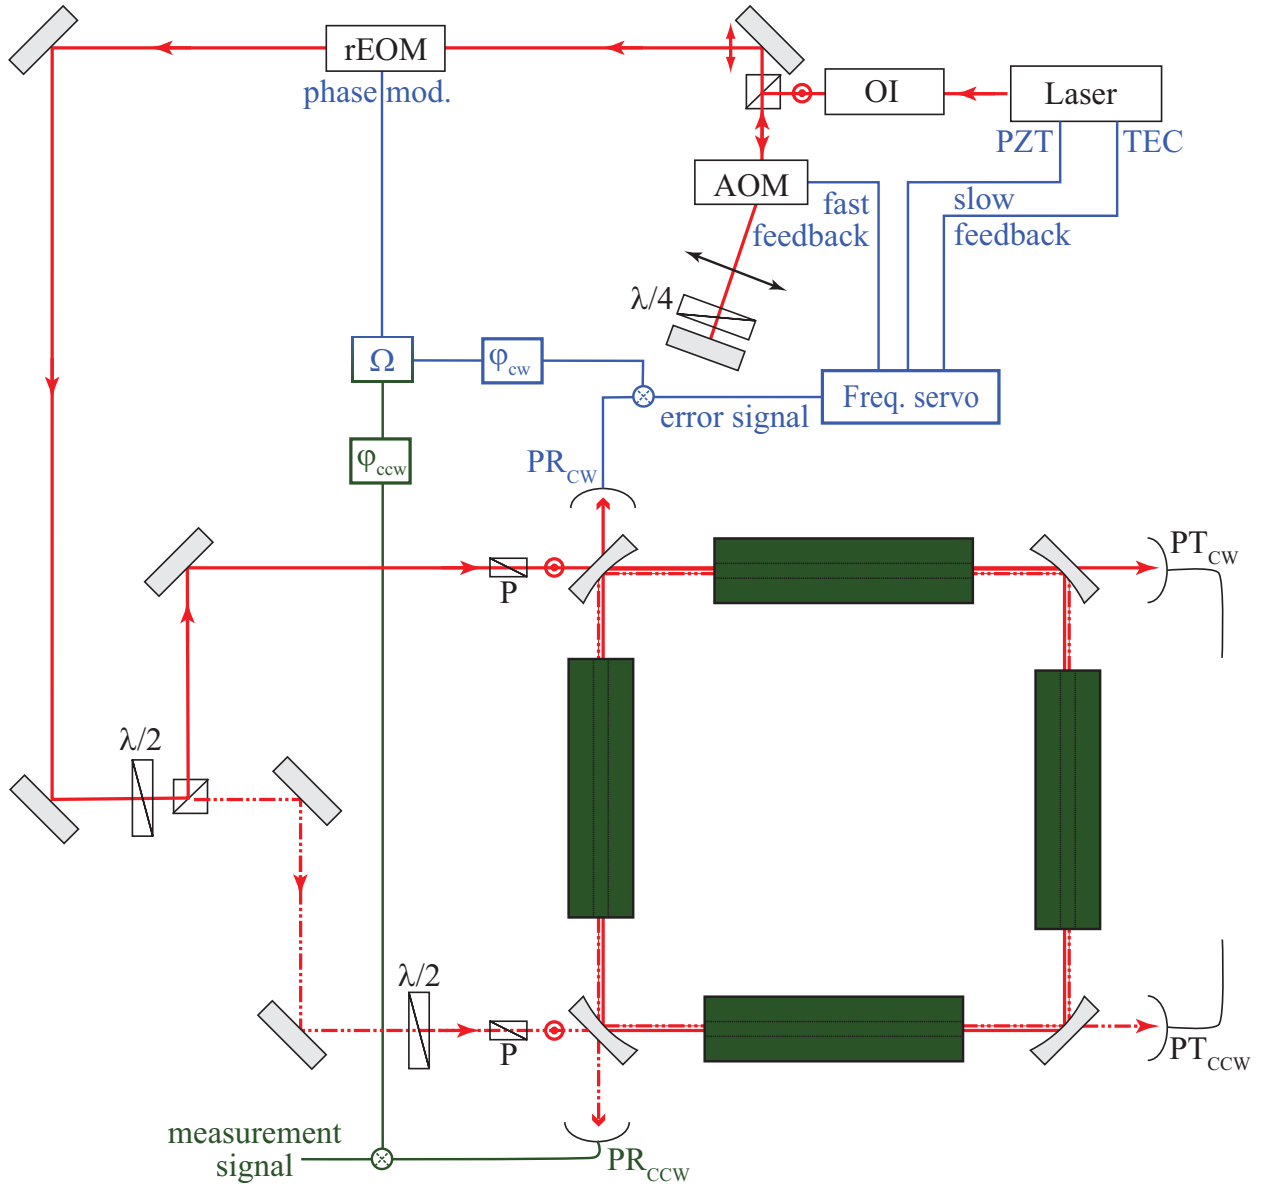 rEOM
OI
Laser
phase mod.
PZT
TEC
AOM
fast
feedback
slow
feedback
λ/4
Ω
φcw
Freq. servo
error signal
φccw
PRCW
PTCW
P
λ/2
λ/2
P
PTCCW
measurement
signal
PRCCW